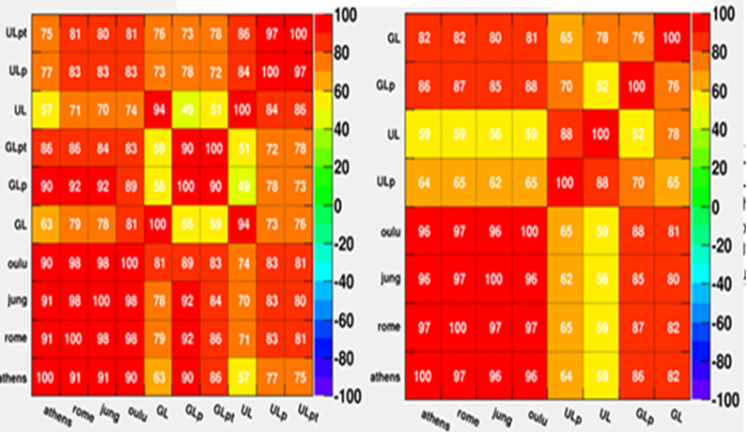 ULpt 75 81 80 81 76 73 78 86 97 100
ULp 77 83 83 83 73 78 72 84 100 97
UL 57 71 70 74 94 49 51 100 84 86
GLpt 86 86 84 83 59 90 100 51 72 78
GLp 90 92 92 89 56 100 90 49 78 73
GL 63 79 78 81 100 56 59 94 73 76
oulu 90 98 98 100 81 89 83 74 83 81
jung 91 98 100 98 78 92 84 70 83 80
rome 91 100 98 98 79 92 86 71 83 81
athens 100 91 91 90 63 90 86 57 77 75
athens rome jung oulu GL GLp GLpt UL ULp ULpt
100
80
60
40
20
0
-20
-40
-60
-80
-100
GL 82 82 80 81 65 78 76 100
GLp 86 87 85 88 70 52 100 76
UL 59 59 56 59 88 100 52 78
ULp 64 65 62 65 100 88 70 65
oulu 96 97 96 100 65 59 88 81
jung 96 97 100 96 62 56 85 80
rome 97 100 97 97 65 59 87 82
athens 100 97 96 96 64 59 86 82
athens rome jung oulu ULp UL GLp GL
100
80
60
40
20
0
-20
-40
-60
-80
-100